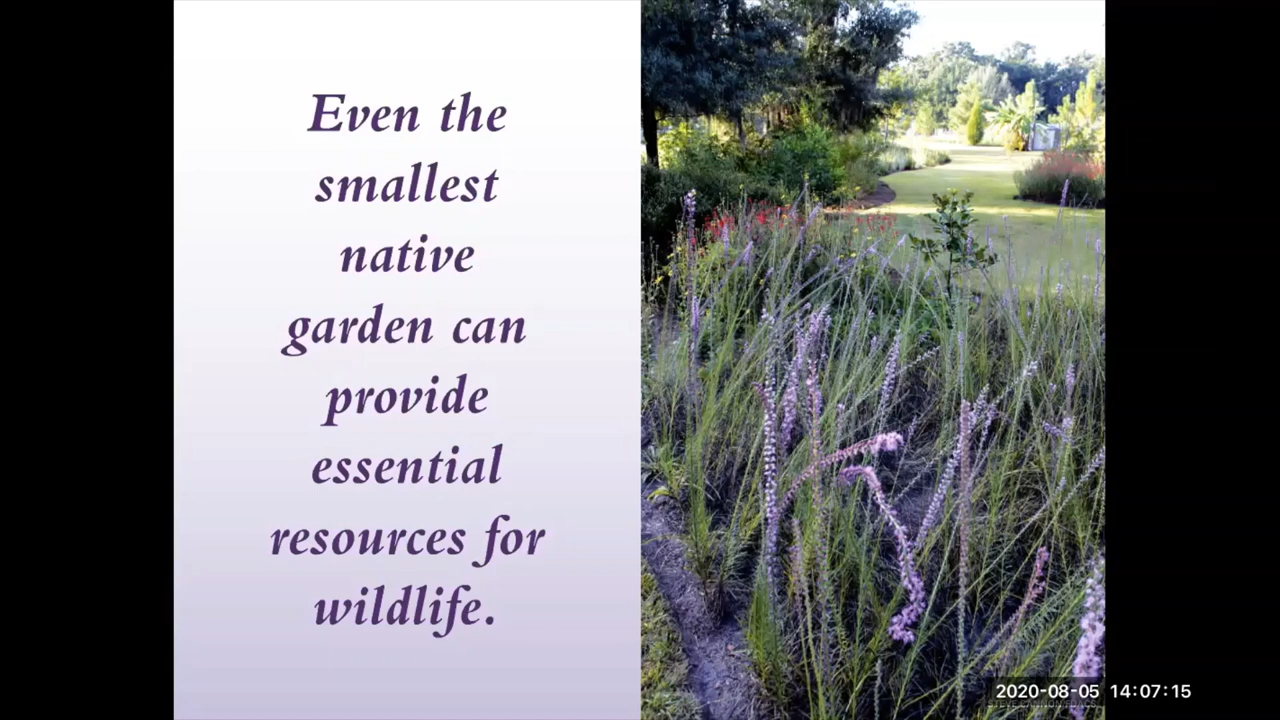 Even the
smallest
native
garden can
provide
essential
resources for
wildlife.
2020-08-05 14:07:15